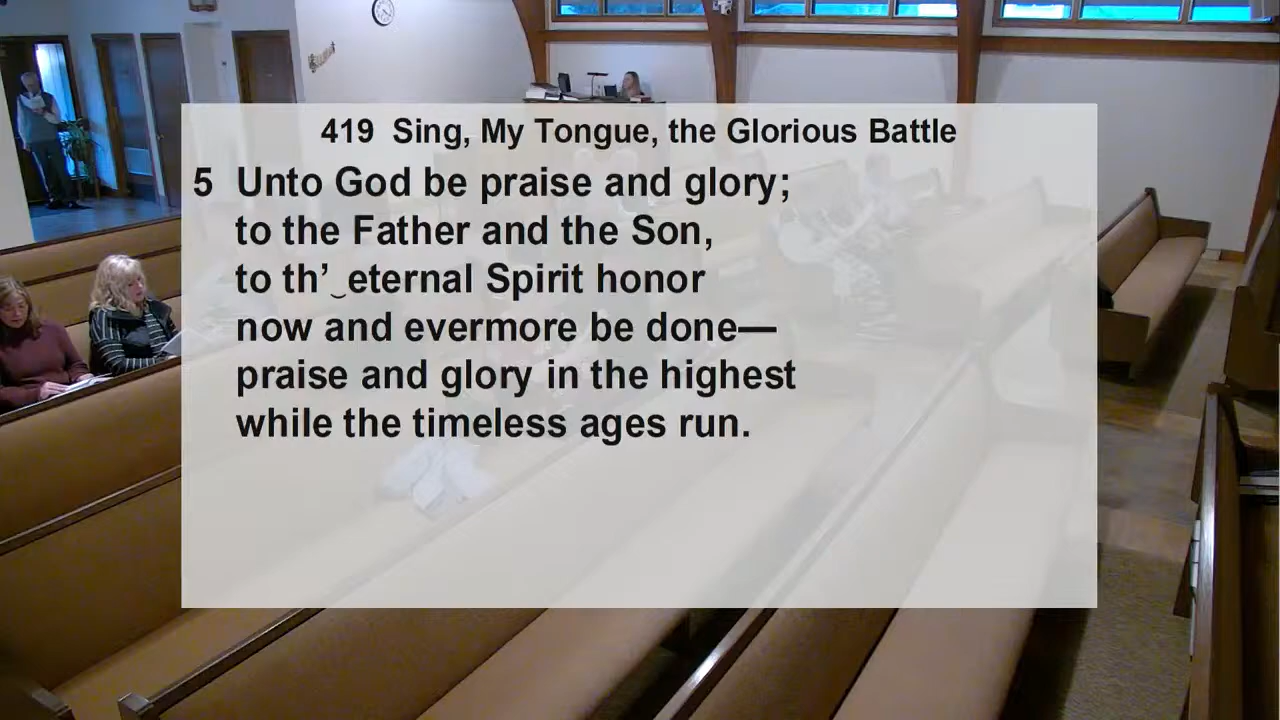 419 Sing, My Tongue, the Glorious Battle
5 Unto God be praise and glory;
to the Father and the Son,
to th’‿eternal Spirit honor
now and evermore be done—
praise and glory in the highest
while the timeless ages run.